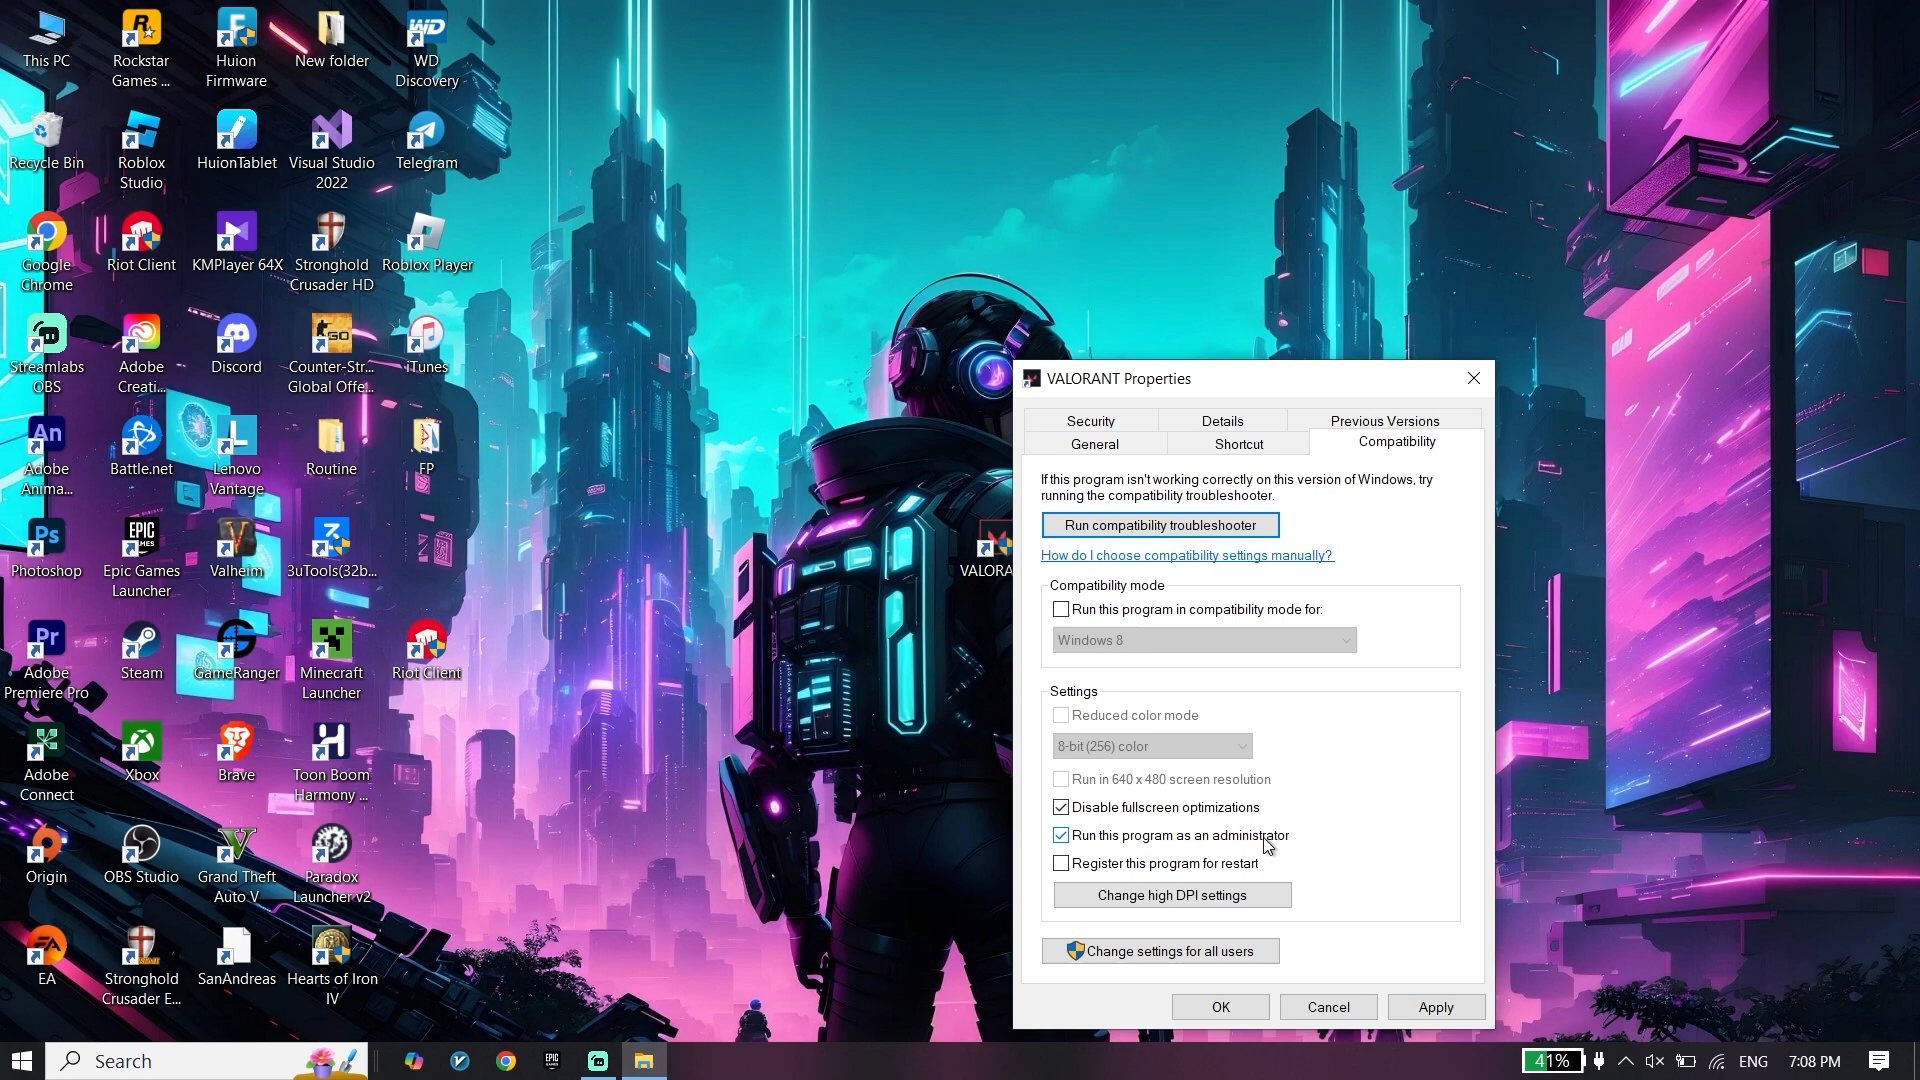 This PC
Rockstar
Games ...
Huion
Firmware
New folder
WD
Discovery
Recycle Bin
Roblox
Studio
HuionTablet
Visual Studio
2022
Telegram
Google
Chrome
Riot Client
KMPlayer 64X
Stronghold
Crusader HD
Roblox Player
Streamlabs
OBS
Adobe
Creati...
Discord
Counter-Str...
Global Offe...
iTunes
Adobe
Anima...
Battle.net
Lenovo
Vantage
Routine
FP
Photoshop
Epic Games
Launcher
Valheim
3uTools(32b...
Adobe
Premiere Pro
Steam
GameRanger
Minecraft
Launcher
Riot Client
Adobe
Connect
Xbox
Brave
Toon Boom
Harmony ...
Origin
OBS Studio
Grand Theft
Auto V
Paradox
Launcher v2
EA
Stronghold
Crusader E...
SanAndreas
Hearts of Iron
IV
VALORA
VALORANT Properties
Security
Details
Previous Versions
General
Shortcut
Compatibility
If this program isn't working correctly on this version of Windows, try
running the compatibility troubleshooter.
Run compatibility troubleshooter
How do I choose compatibility settings manually?
Compatibility mode
Run this program in compatibility mode for:
Windows 8
Settings
Reduced color mode
8-bit (256) color
Run in 640 x 480 screen resolution
Disable fullscreen optimizations
Run this program as an administrator
Register this program for restart
Change high DPI settings
Change settings for all users
OK
Cancel
Apply
Search
41%
ENG
7:08 PM